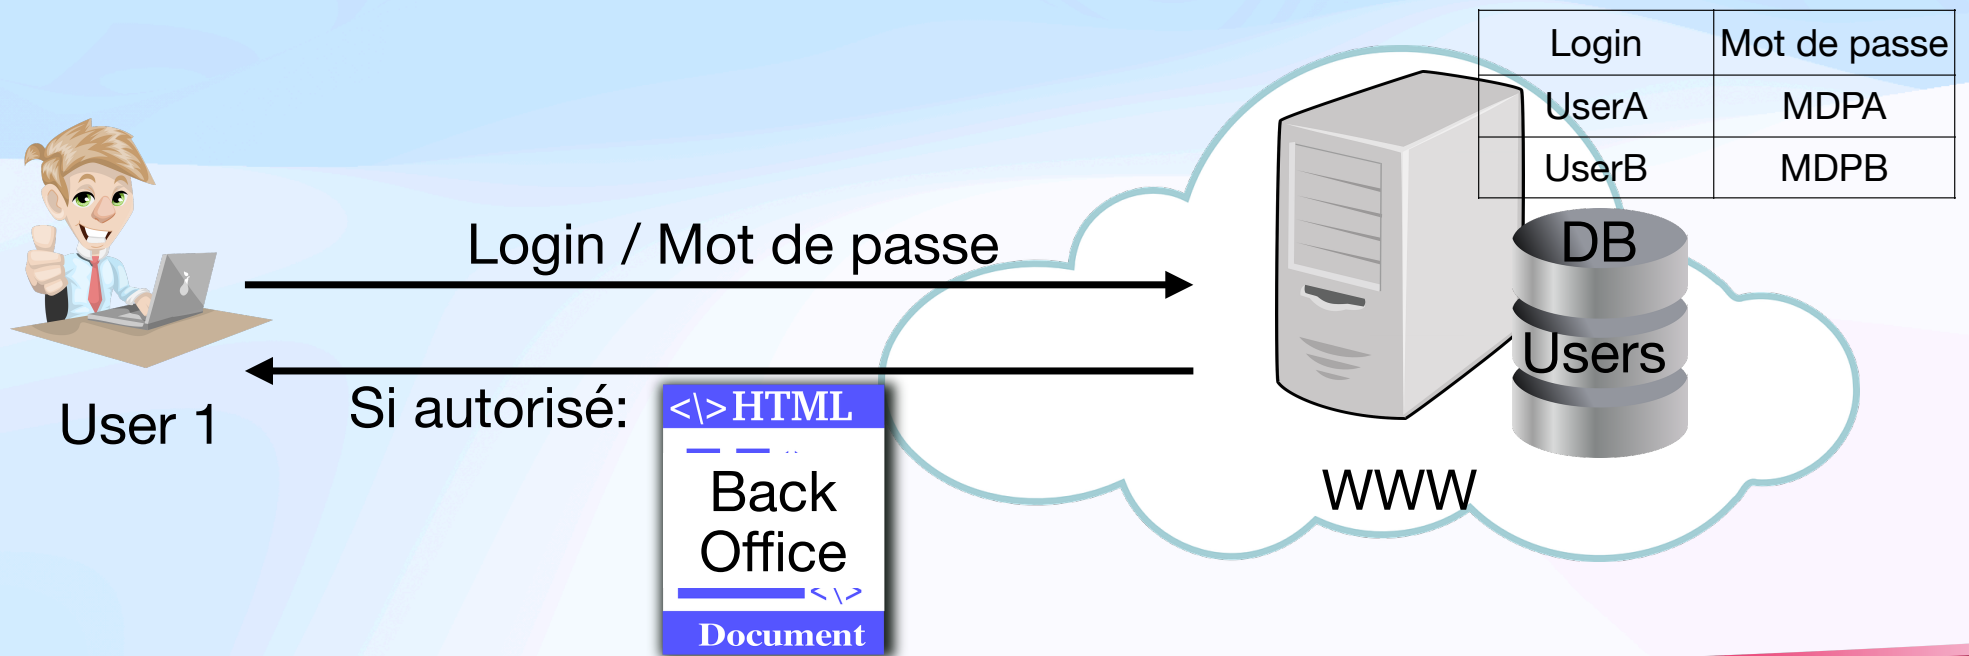 Login Mot de passe
UserA MDPA
UserB MDPB
Login / Mot de passe
DB
Users
User 1
Si autorisé:
<\>HTML
Back
Office
<\>
Document
WWW